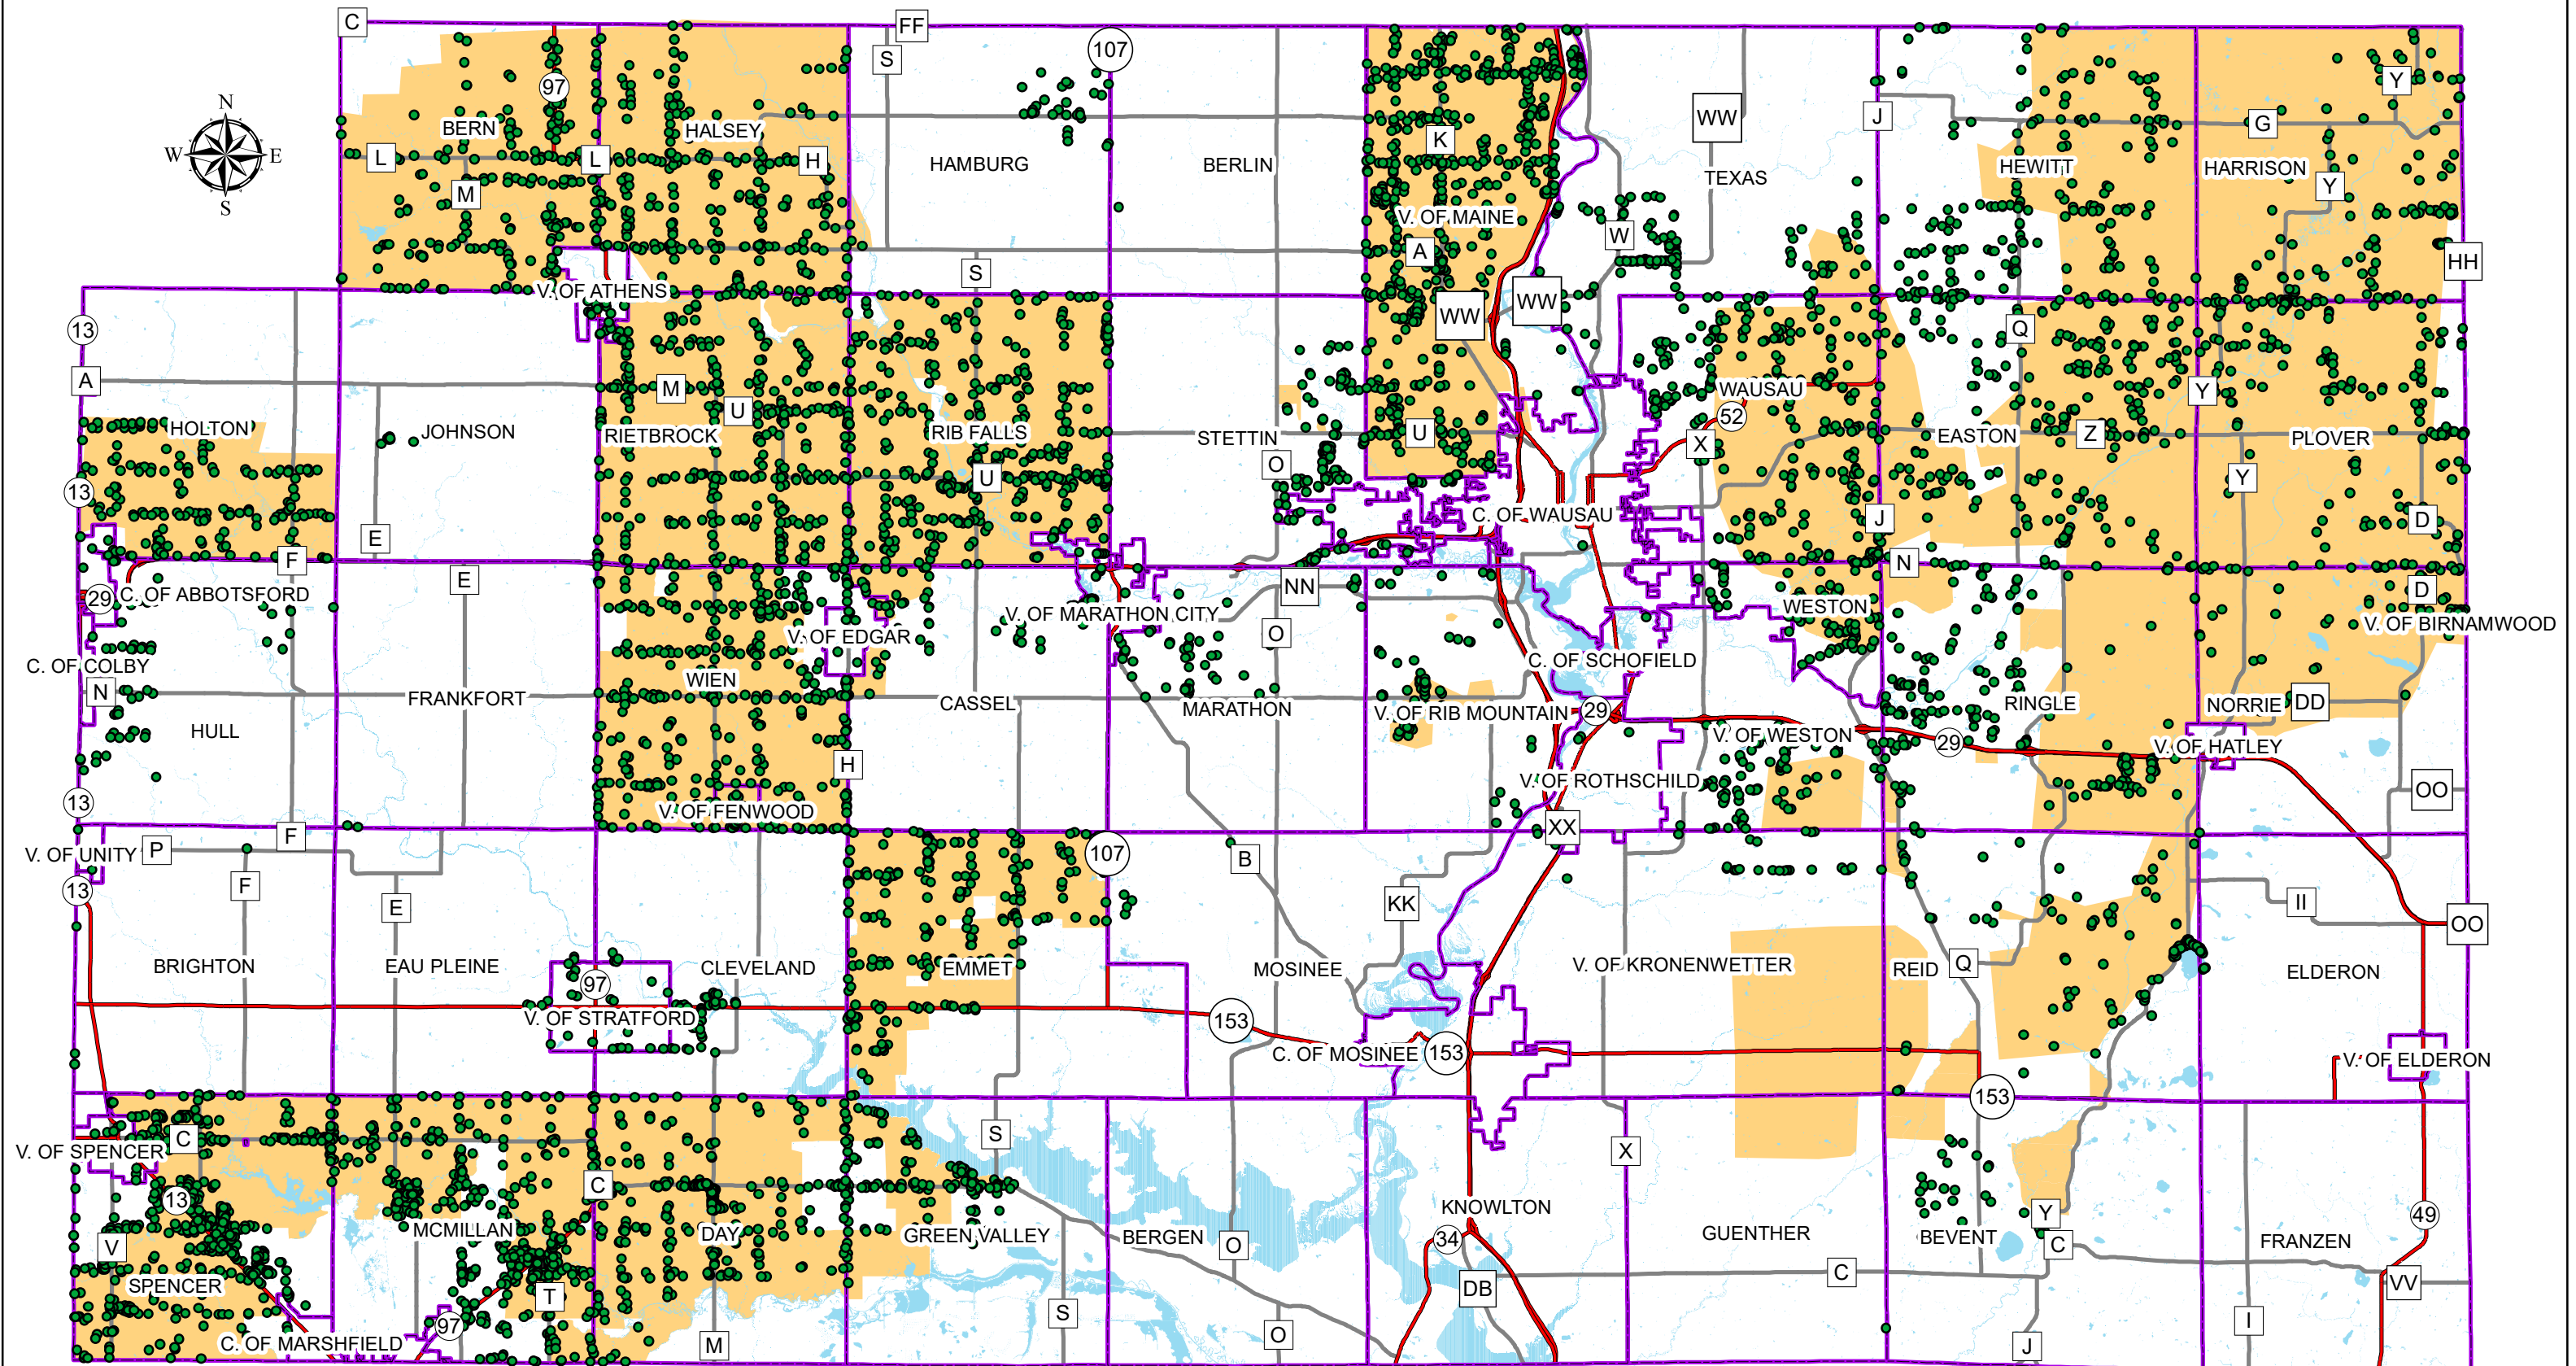 C
FF
S
107
97
K
WW
J
Y
G
N
W
E
S
BERN
HALSEY
L
L
H
M
HAMBURG
BERLIN
TEXAS
HEWITT
HARRISON
Y
V. OF MAINE
A
W
S
HH
V. OF ATHENS
WW
WW
13
Q
A
M
U
WAUSAU
52
Y
HOLTON
JOHNSON
RIETBROCK
RIB FALLS
STETTIN
U
X
EASTON
Z
PLOVER
O
U
Y
13
C. OF WAUSAU
J
D
E
F
N
E
NN
D
29
C. OF ABBOTSFORD
V. OF MARATHON CITY
WESTON
V. OF BIRNAMWOOD
V. OF EDGAR
O
C. OF COLBY
C. OF SCHOFIELD
N
WIEN
FRANKFORT
CASSEL
MARATHON
V. OF RIB MOUNTAIN
29
RINGLE
NORRIE
DD
HULL
V. OF WESTON
29
V. OF HATLEY
H
V. OF ROTHSCHILD
OO
13
V. OF FENWOOD
XX
F
V. OF UNITY
P
107
B
13
F
E
KK
II
OO
BRIGHTON
EAU PLEINE
CLEVELAND
EMMET
MOSINEE
V. OF KRONENWETTER
REID
Q
ELDERON
97
V. OF STRATFORD
153
C. OF MOSINEE
153
V. OF ELDERON
153
C
S
V. OF SPENCER
X
13
C
KNOWLTON
Y
49
V
MCMILLAN
DAY
GREEN VALLEY
BERGEN
O
34
GUENTHER
BEVENT
C
FRANZEN
SPENCER
T
DB
C
VV
S
97
C. OF MARSHFIELD
M
O
J
I